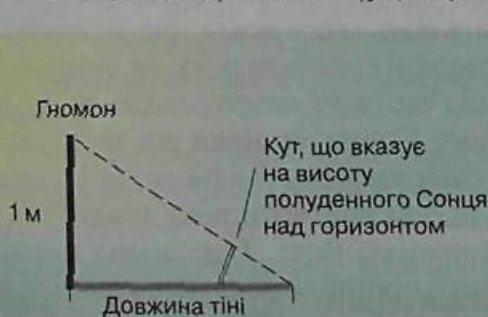 Гномон
1 м
Кут, що вказує
на висоту
полуденного Сонця
над горизонтом
Довжина тіні